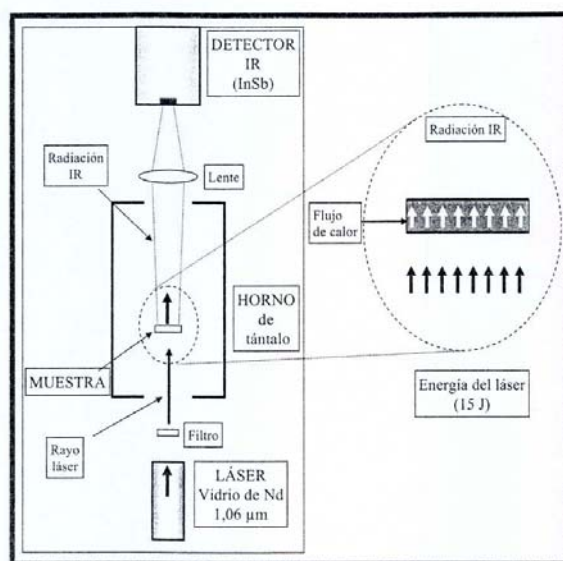 DETECTOR
IR
(InSb)
Radiación
IR
Lente
HORNO
de
tántalo
MUESTRA
Rayo
láser
Filtro
LÁSER
Vidrio de Nd
1,06 µm
Radiación IR
Flujo
de calor
Energía del láser
(15 J)